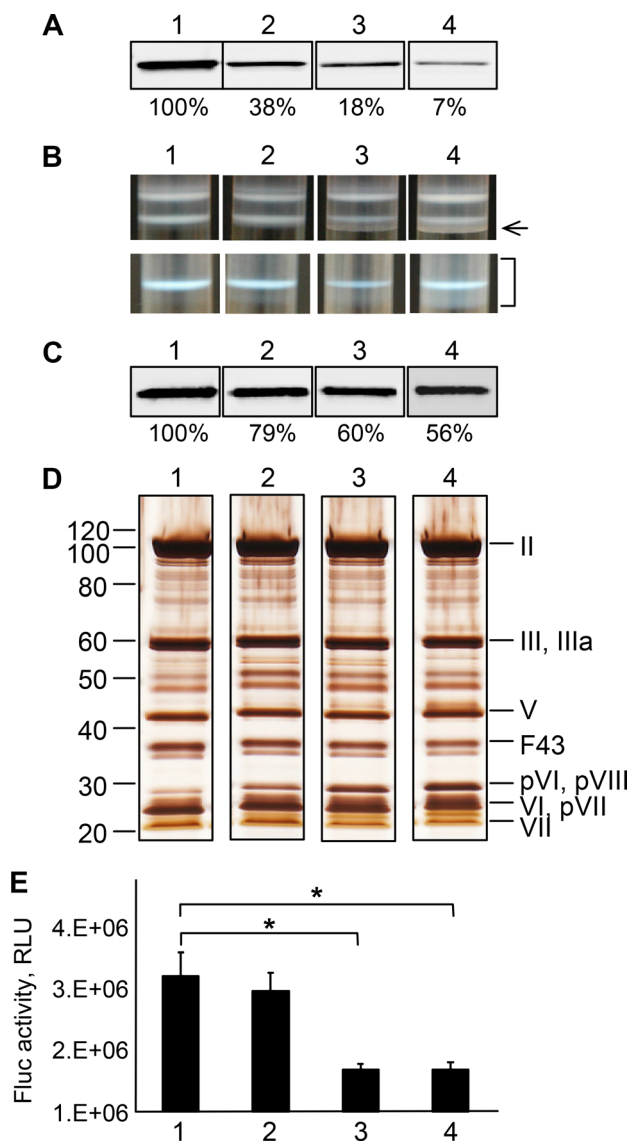 A 1 2 3 4
100% 38% 18% 7%
B 1 2 3 4
C 1 2 3 4
100% 79% 60% 56%
D 1 2 3 4
120
100 II
80
60 III, IIIa
50
V
40
F43
30 pVI, pVIII
VI, pVII
20 VII
E
Fluc activity, RLU
* *
4.E+06
3.E+06
2.E+06
1.E+06
1 2 3 4